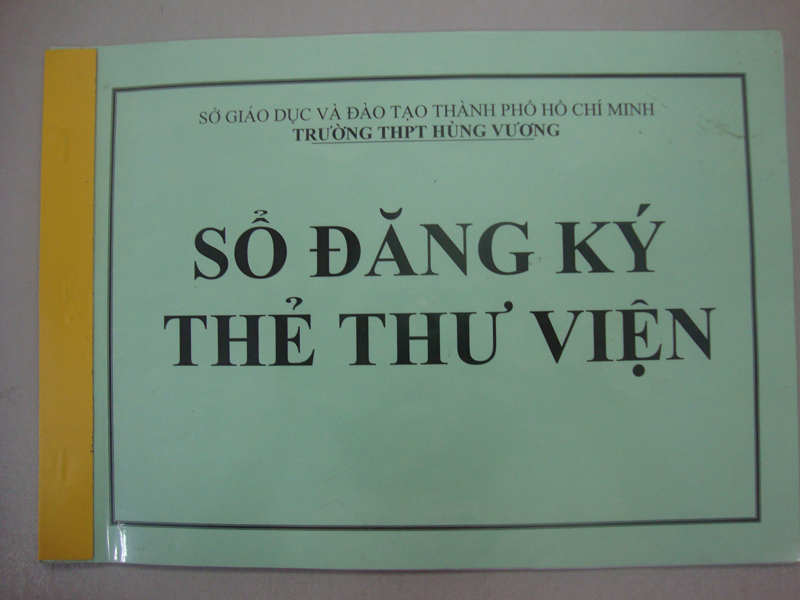 SỞ GIÁO DỤC VÀ ĐÀO TẠO THÀNH PHỐ HỒ CHÍ MINH
TRƯỜNG THPT HÙNG VƯƠNG
SỔ ĐĂNG KÝ
THẺ THƯ VIỆN